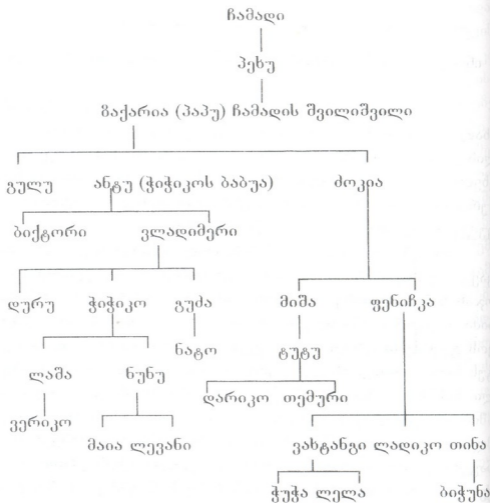 ჩამადი
პეხუ
ზაქარია (პაპუ) ჩამადის შვილიშვილი
გულუ ანტუ (ჭიჭიკოს ბაბუა) ძოკია
ბიქტორი ვლადიმერი
დურუ ჭიჭიკო გუძა მიშა ფენიჩკა
ნატო ტუტუ
ლაშა ნუნუ
დარიკო თემური
ვერიკო
მაია ლევანი ვახტანგი ლადიკო თინა
ჭუჭა ლელა ბიჭუნა